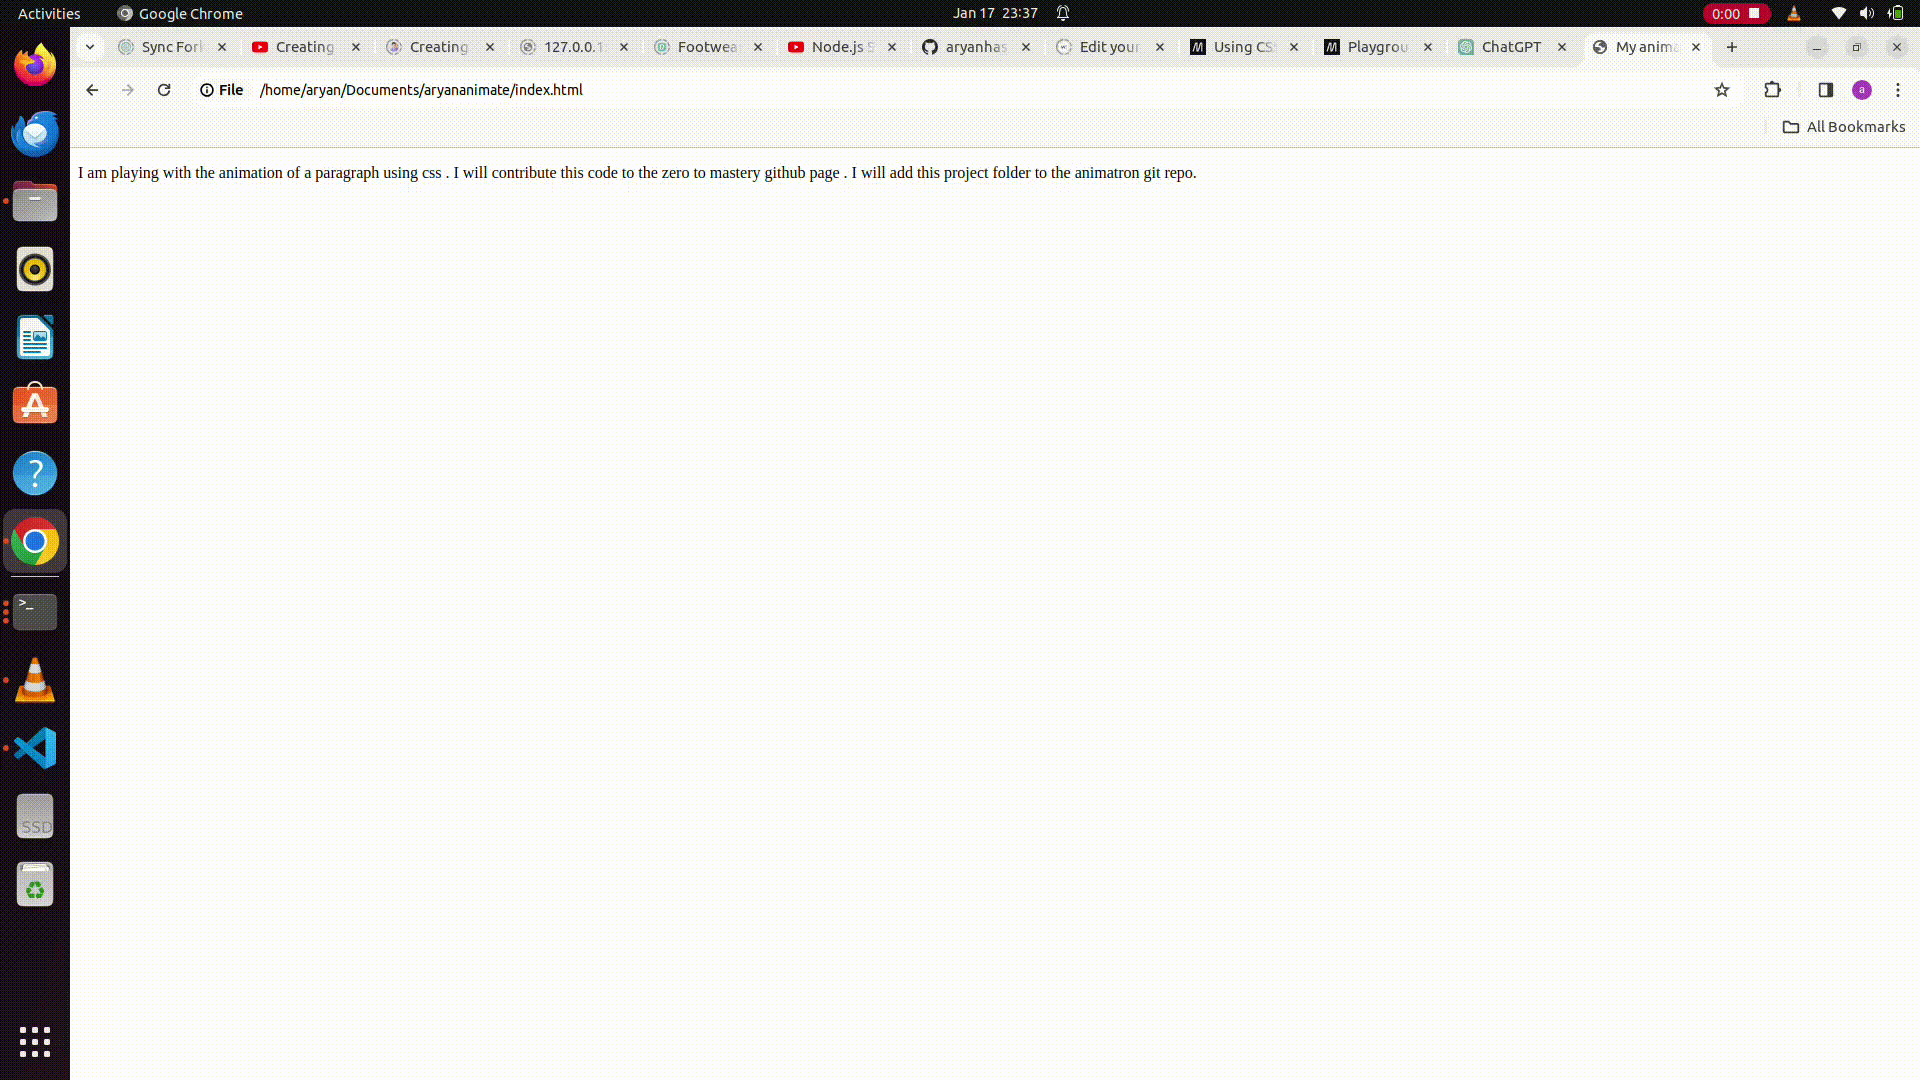 Activities Google Chrome Jan 17 23:37 0:00
Sync Fork Creating Creating 127.0.0.1 Footwea Node.js S aryanhas Edit your Using CS Playgrou ChatGPT My anima
File /home/aryan/Documents/aryananimate/index.html a
All Bookmarks
I am playing with the animation of a paragraph using css . I will contribute this code to the zero to mastery github page . I will add this project folder to the animatron git repo.
>_
SSD